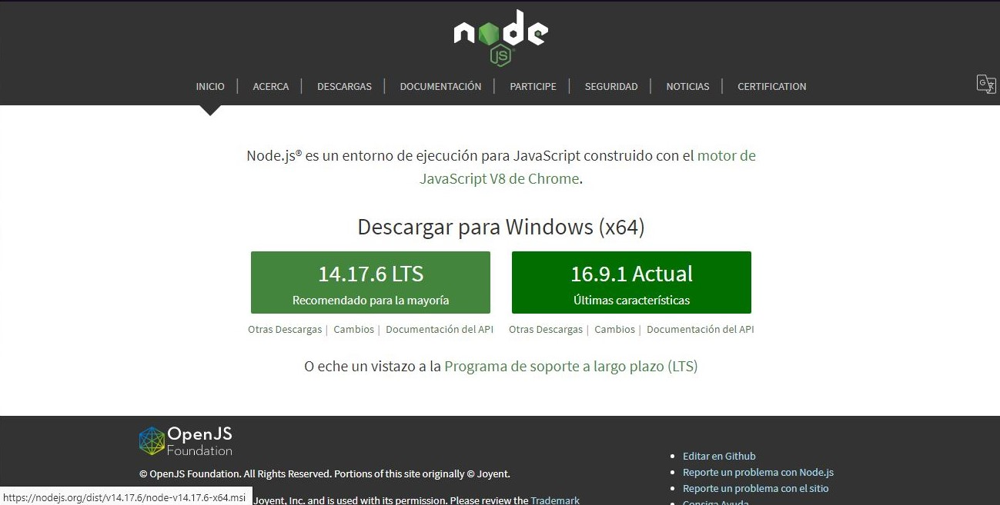 node
JS
INICIO | ACERCA | DESCARGAS | DOCUMENTACIÓN | PARTICIPE | SEGURIDAD | NOTICIAS | CERTIFICATION
Node.js® es un entorno de ejecución para JavaScript construido con el motor de
JavaScript V8 de Chrome.
Descargar para Windows (x64)
14.17.6 LTS
Recomendado para la mayoría
16.9.1 Actual
Últimas características
Otras Descargas | Cambios | Documentación del API
Otras Descargas | Cambios | Documentación del API
O eche un vistazo a la Programa de soporte a largo plazo (LTS)
OpenJS
Foundation
© OpenJS Foundation. All Rights Reserved. Portions of this site originally © Joyent.
Joyent, Inc. and is used with its permission. Please review the Trademark
Editar en Github
Reporte un problema con Node.js
Reporte un problema con el sitio
Consiga Ayuda
https://nodejs.org/dist/v14.17.6/node-v14.17.6-x64.msi